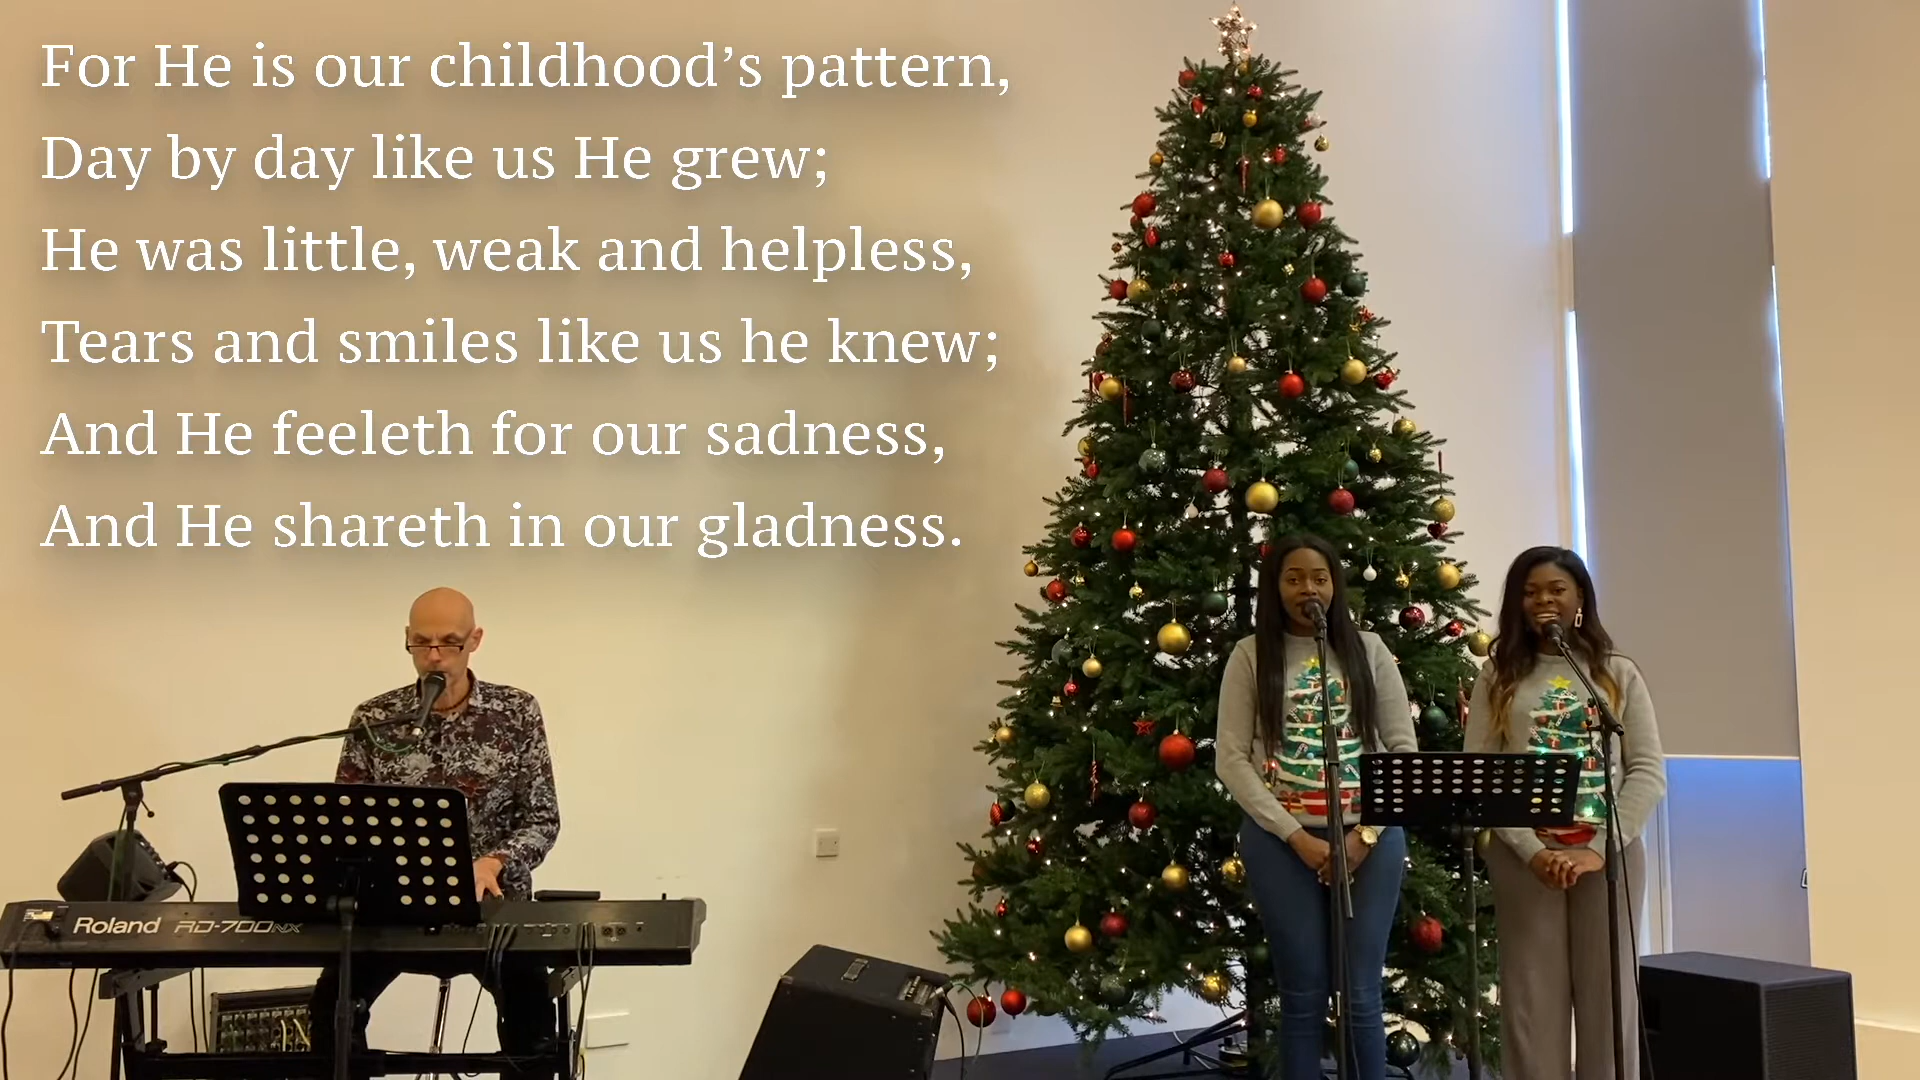 For He is our childhood’s pattern,
Day by day like us He grew;
He was little, weak and helpless,
Tears and smiles like us he knew;
And He feeleth for our sadness,
And He shareth in our gladness.
Roland RD-700NX